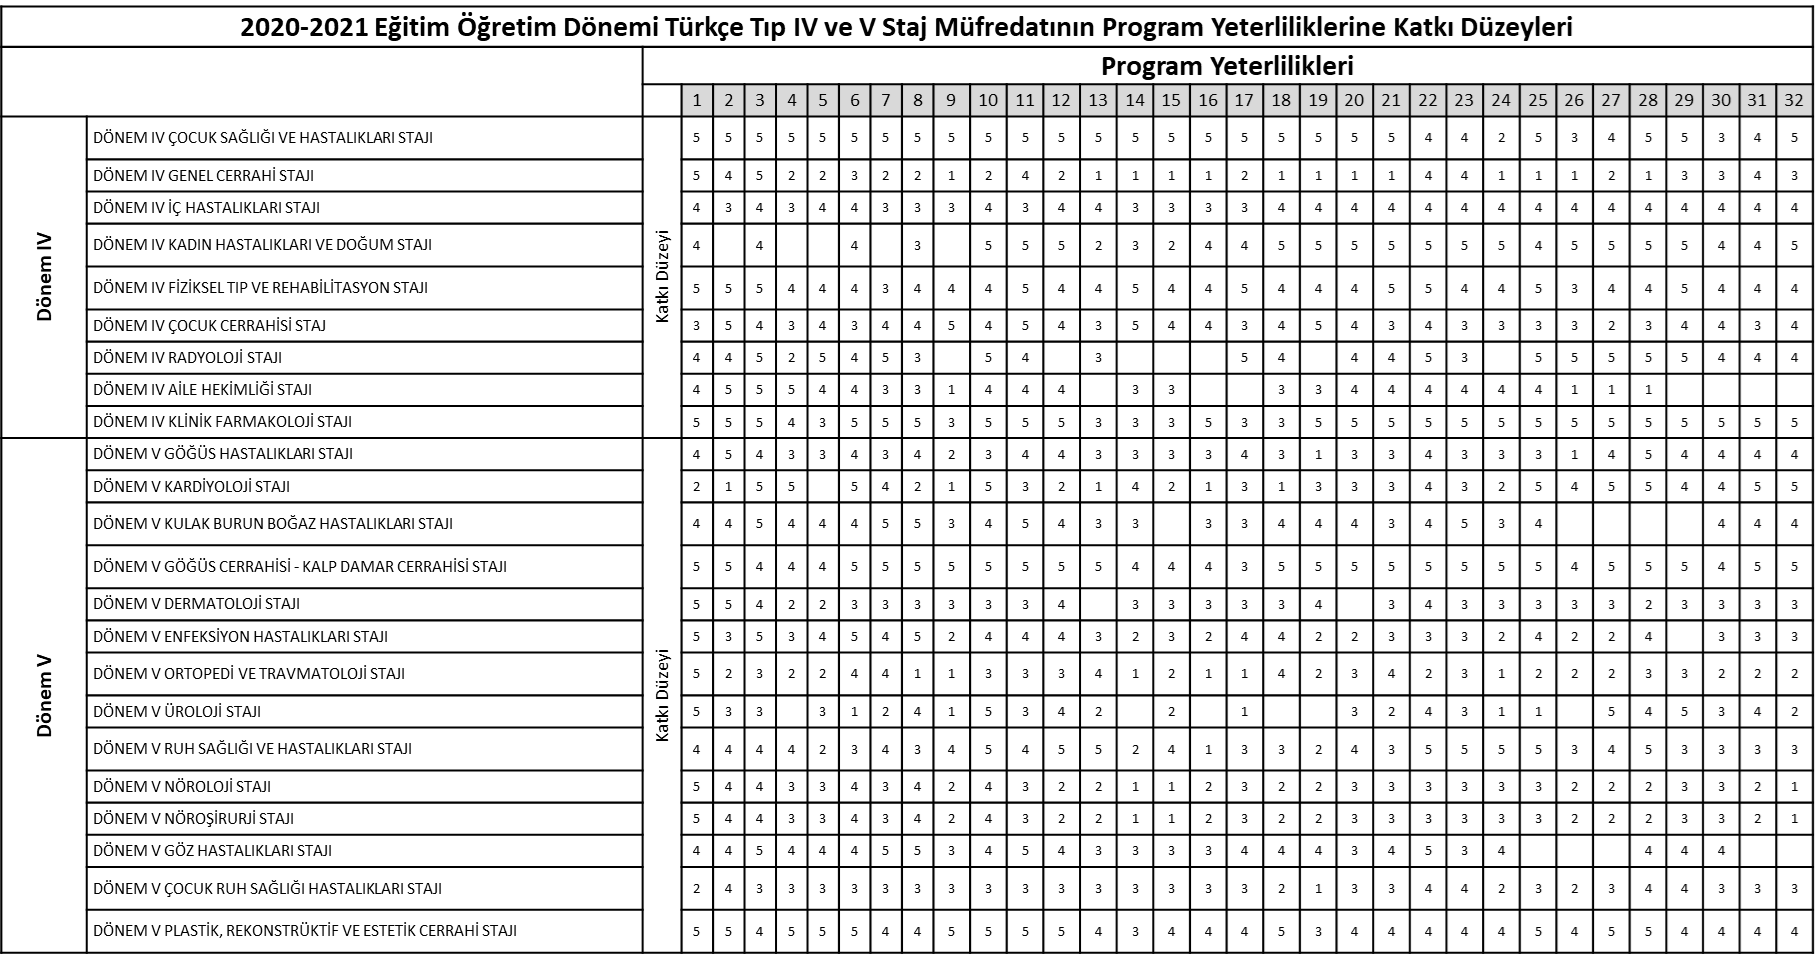 2020-2021 Eğitim Öğretim Dönemi Türkçe Tıp IV ve V Staj Müfredatının Program Yeterliliklerine Katkı Düzeyleri
Program Yeterlilikleri
1 2 3 4 5 6 7 8 9 10 11 12 13 14 15 16 17 18 19 20 21 22 23 24 25 26 27 28 29 30 31 32
Dönem IV
Katkı Düzeyi
DÖNEM IV ÇOCUK SAĞLIĞI VE HASTALIKLARI STAJI 5 5 5 5 5 5 5 5 5 5 5 5 5 5 5 5 5 5 5 5 5 4 4 2 5 3 4 5 5 3 4 5
DÖNEM IV GENEL CERRAHİ STAJI 5 4 5 2 2 3 2 2 1 2 4 2 1 1 1 1 2 1 1 1 1 4 4 1 1 1 2 1 3 3 4 3
DÖNEM IV İÇ HASTALIKLARI STAJI 4 3 4 3 4 4 3 3 3 4 3 4 4 3 3 3 3 4 4 4 4 4 4 4 4 4 4 4 4 4 4 4
DÖNEM IV KADIN HASTALIKLARI VE DOĞUM STAJI 4 4 4 3 5 5 5 2 3 2 4 4 5 5 5 5 5 5 5 4 5 5 5 5 4 4 5
DÖNEM IV FİZİKSEL TIP VE REHABİLİTASYON STAJI 5 5 5 4 4 4 3 4 4 4 5 4 4 5 4 4 5 4 4 4 5 5 4 4 5 3 4 4 5 4 4 4
DÖNEM IV ÇOCUK CERRAHİSİ STAJ 3 5 4 3 4 3 4 4 5 4 5 4 3 5 4 4 3 4 5 4 3 4 3 3 3 3 2 3 4 4 3 4
DÖNEM IV RADYOLOJİ STAJI 4 4 5 2 5 4 5 3 5 4 3 5 4 4 4 5 3 5 5 5 5 5 4 4 4
DÖNEM IV AİLE HEKİMLİĞİ STAJI 4 5 5 5 4 4 3 3 1 4 4 4 3 3 3 3 4 4 4 4 4 4 1 1 1
DÖNEM IV KLİNİK FARMAKOLOJİ STAJI 5 5 5 4 3 5 5 5 3 5 5 5 3 3 3 5 3 3 5 5 5 5 5 5 5 5 5 5 5 5 5 5
Dönem V
Katkı Düzeyi
DÖNEM V GÖĞÜS HASTALIKLARI STAJI 4 5 4 3 3 4 3 4 2 3 4 4 3 3 3 3 4 3 1 3 3 4 3 3 3 1 4 5 4 4 4 4
DÖNEM V KARDİYOLOJİ STAJI 2 1 5 5 5 4 2 1 5 3 2 1 4 2 1 3 1 3 3 3 4 3 2 5 4 5 5 4 4 5 5
DÖNEM V KULAK BURUN BOĞAZ HASTALIKLARI STAJI 4 4 5 4 4 4 5 5 3 4 5 4 3 3 3 3 4 4 4 3 4 5 3 4 4 4 4
DÖNEM V GÖĞÜS CERRAHİSİ - KALP DAMAR CERRAHİSİ STAJI 5 5 4 4 4 5 5 5 5 5 5 5 5 4 4 4 3 5 5 5 5 5 5 5 5 4 5 5 5 4 5 5
DÖNEM V DERMATOLOJİ STAJI 5 5 4 2 2 3 3 3 3 3 3 4 3 3 3 3 3 4 3 4 3 3 3 3 3 2 3 3 3 3
DÖNEM V ENFEKSİYON HASTALIKLARI STAJI 5 3 5 3 4 5 4 5 2 4 4 4 3 2 3 2 4 4 2 2 3 3 3 2 4 2 2 4 3 3 3
DÖNEM V ORTOPEDİ VE TRAVMATOLOJİ STAJI 5 2 3 2 2 4 4 1 1 3 3 3 4 1 2 1 1 4 2 3 4 2 3 1 2 2 2 3 3 2 2 2
DÖNEM V ÜROLOJİ STAJI 5 3 3 3 1 2 4 1 5 3 4 2 2 1 3 2 4 3 1 1 5 4 5 3 4 2
DÖNEM V RUH SAĞLIĞI VE HASTALIKLARI STAJI 4 4 4 4 2 3 4 3 4 5 4 5 5 2 4 1 3 3 2 4 3 5 5 5 5 3 4 5 3 3 3 3
DÖNEM V NÖROLOJİ STAJI 5 4 4 3 3 4 3 4 2 4 3 2 2 1 1 2 3 2 2 3 3 3 3 3 3 2 2 2 3 3 2 1
DÖNEM V NÖROŞİRURJİ STAJI 5 4 4 3 3 4 3 4 2 4 3 2 2 1 1 2 3 2 2 3 3 3 3 3 3 2 2 2 3 3 2 1
DÖNEM V GÖZ HASTALIKLARI STAJI 4 4 5 4 4 4 5 5 3 4 5 4 3 3 3 3 4 4 4 3 4 5 3 4 4 4 4
DÖNEM V ÇOCUK RUH SAĞLIĞI HASTALIKLARI STAJI 2 4 3 3 3 3 3 3 3 3 3 3 3 3 3 3 3 2 1 3 3 4 4 2 3 2 3 4 4 3 3 3
DÖNEM V PLASTİK, REKONSTRÜKTİF VE ESTETİK CERRAHİ STAJI 5 5 4 5 5 5 4 4 5 5 5 5 4 3 4 4 4 5 3 4 4 4 4 4 5 4 5 5 4 4 4 4